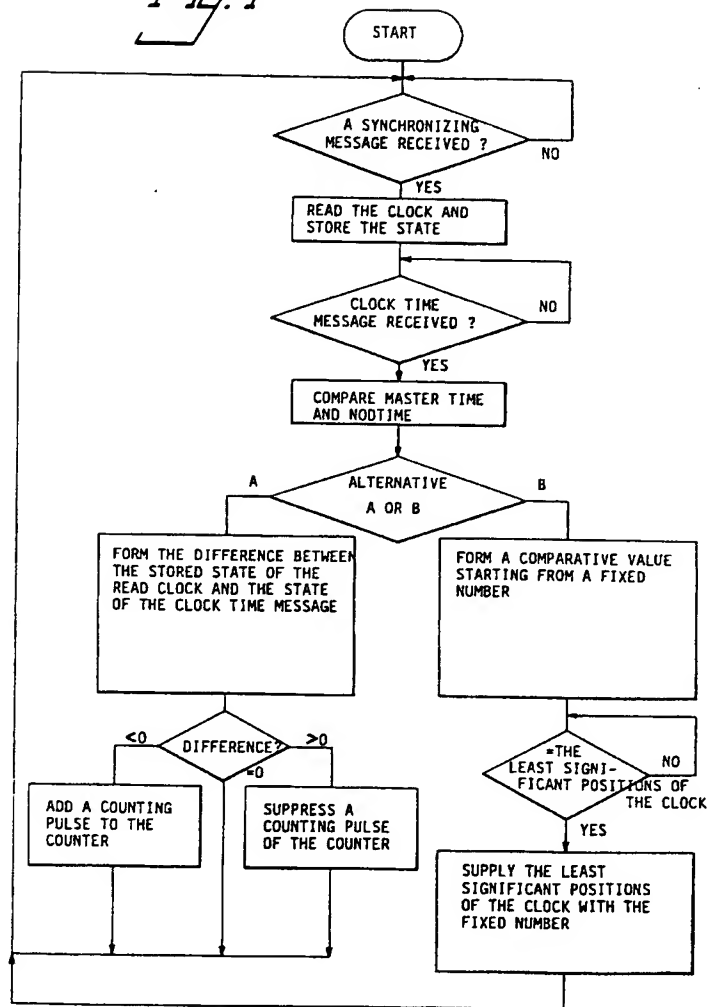 START
A SYNCHRONIZING
MESSAGE RECEIVED ?
NO
YES
READ THE CLOCK AND
STORE THE STATE
CLOCK TIME
MESSAGE RECEIVED ?
NO
YES
COMPARE MASTER TIME
AND NODTIME
ALTERNATIVE
A OR B
A
B
FORM THE DIFFERENCE BETWEEN
THE STORED STATE OF THE
READ CLOCK AND THE STATE
OF THE CLOCK TIME MESSAGE
FORM A COMPARATIVE VALUE
STARTING FROM A FIXED
NUMBER
<0
DIFFERENCE?
>0
=0
ADD A COUNTING
PULSE TO THE
COUNTER
SUPPRESS A
COUNTING PULSE
OF THE COUNTER
=THE
LEAST SIGNI-
FICANT POSITIONS OF
THE CLOCK
NO
YES
SUPPLY THE LEAST
SIGNIFICANT POSITIONS
OF THE CLOCK WITH THE
FIXED NUMBER